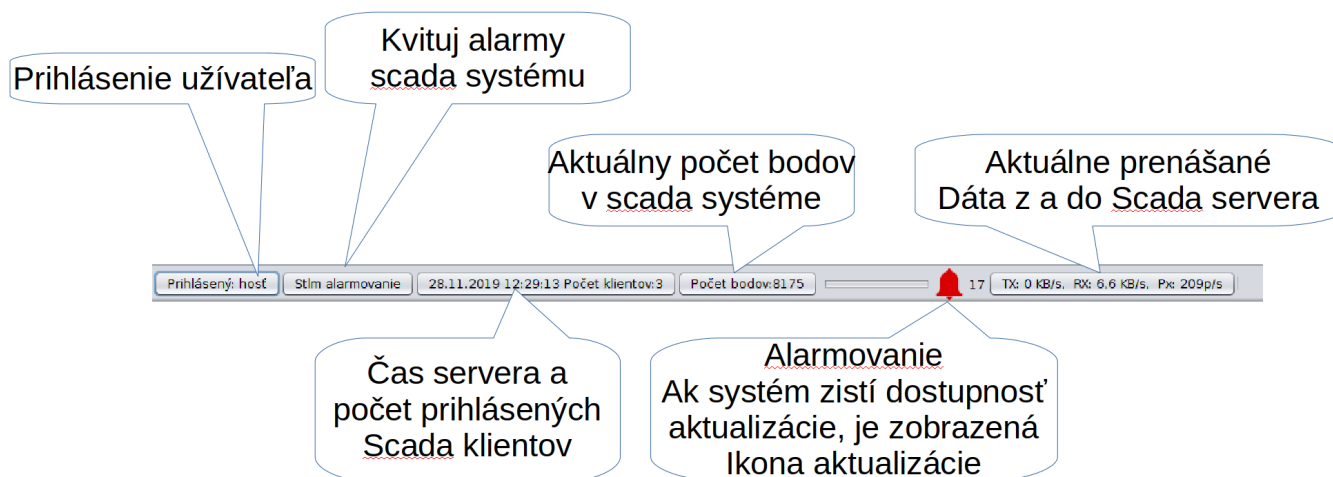 Kvituj alarmy
scada systému
Prihlásenie užívateľa
Aktuálny počet bodov
v scada systéme
Aktuálne prenášané
Dáta z a do Scada servera
Prihlásený: hosť
Stlm alarmovanie
28.11.2019 12:29:13 Počet klientov:3
Počet bodov:8175
17
TX: 0 KB/s, RX: 6,6 KB/s, Px: 209p/s
Čas servera a
počet prihlásených
Scada klientov
Alarmovanie
Ak systém zistí dostupnosť
aktualizácie, je zobrazená
Ikona aktualizácie